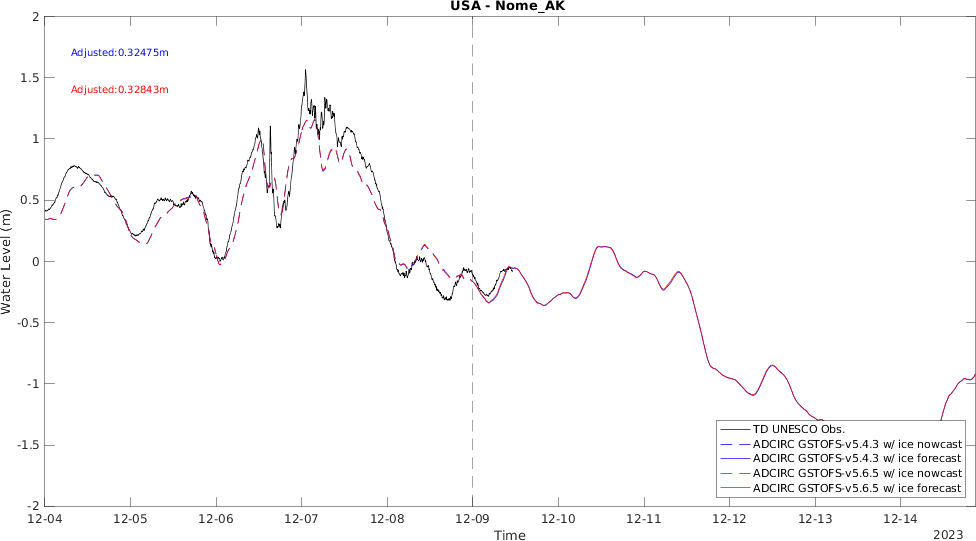 USA - Nome_AK
2
Adjusted:0.32475m
1.5
Adjusted:0.32843m
1
0.5
0
-0.5
-1
-1.5
-2
Water Level (m)
TD UNESCO Obs.
ADCIRC GSTOFS-v5.4.3 w/ ice nowcast
ADCIRC GSTOFS-v5.4.3 w/ ice forecast
ADCIRC GSTOFS-v5.6.5 w/ ice nowcast
ADCIRC GSTOFS-v5.6.5 w/ ice forecast
12-04 12-05 12-06 12-07 12-08 12-09 12-10 12-11 12-12 12-13 12-14
Time
2023